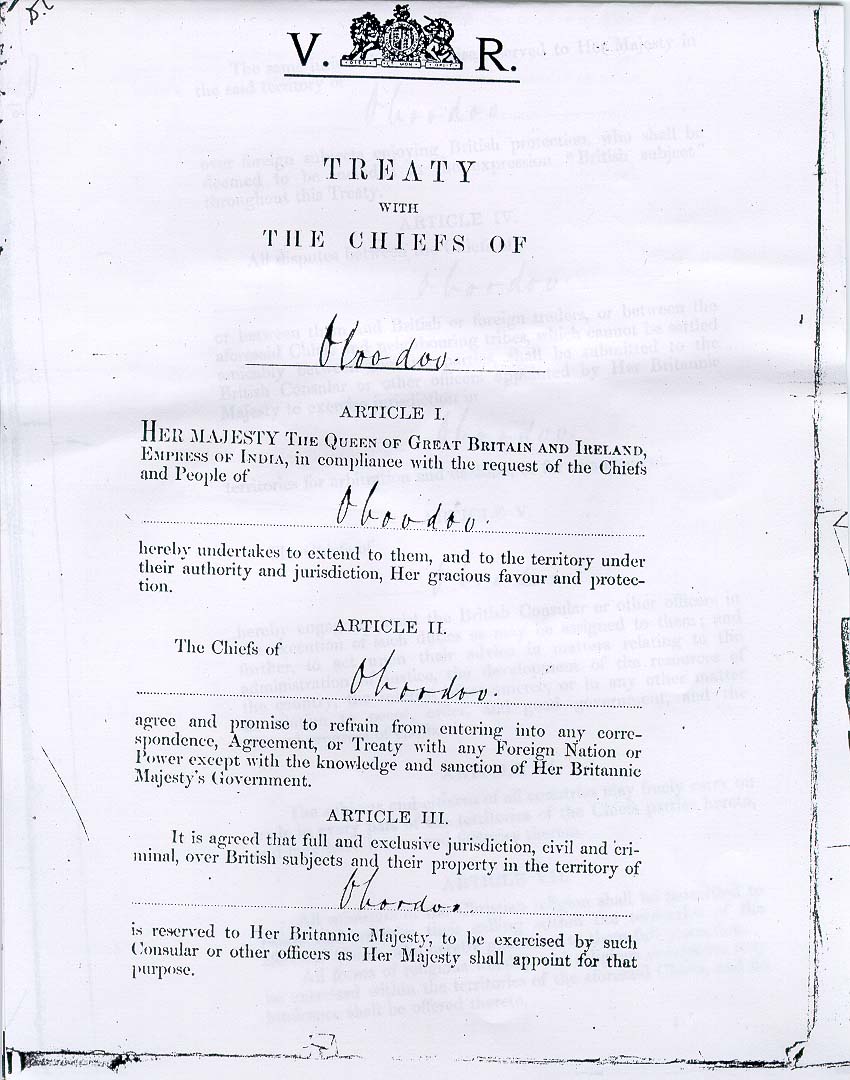 V. R.
TREATY
WITH
THE CHIEFS OF
Oboodoo.
ARTICLE I.
HER MAJESTY THE QUEEN OF GREAT BRITAIN AND IRELAND,
EMPRESS OF INDIA, in compliance with the request of the Chiefs
and People of
Oboodoo.
hereby undertakes to extend to them, and to the territory under
their authority and jurisdiction, Her gracious favour and protec-
tion.
ARTICLE II.
The Chiefs of
Oboodoo.
agree and promise to refrain from entering into any corre-
spondence, Agreement, or Treaty with any Foreign Nation or
Power except with the knowledge and sanction of Her Britannic
Majesty's Government.
ARTICLE III.
It is agreed that full and exclusive jurisdiction, civil and cri-
minal, over British subjects and their property in the territory of
Oboodoo.
is reserved to Her Britannic Majesty, to be exercised by such
Consular or other officers as Her Majesty shall appoint for that
purpose.